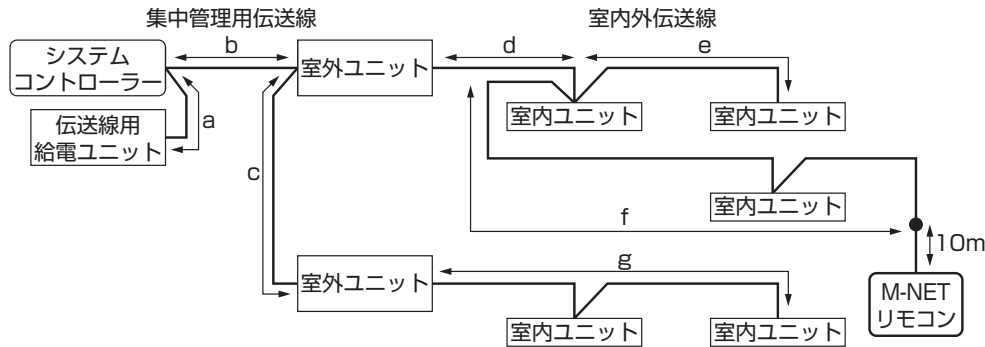 集中管理用伝送線
室内外伝送線
システム
コントローラー
b
室外ユニット
d
e
a
伝送線用
給電ユニット
室内ユニット
室内ユニット
c
室内ユニット
f
10m
g
室外ユニット
M-NET
リモコン
室内ユニット
室内ユニット